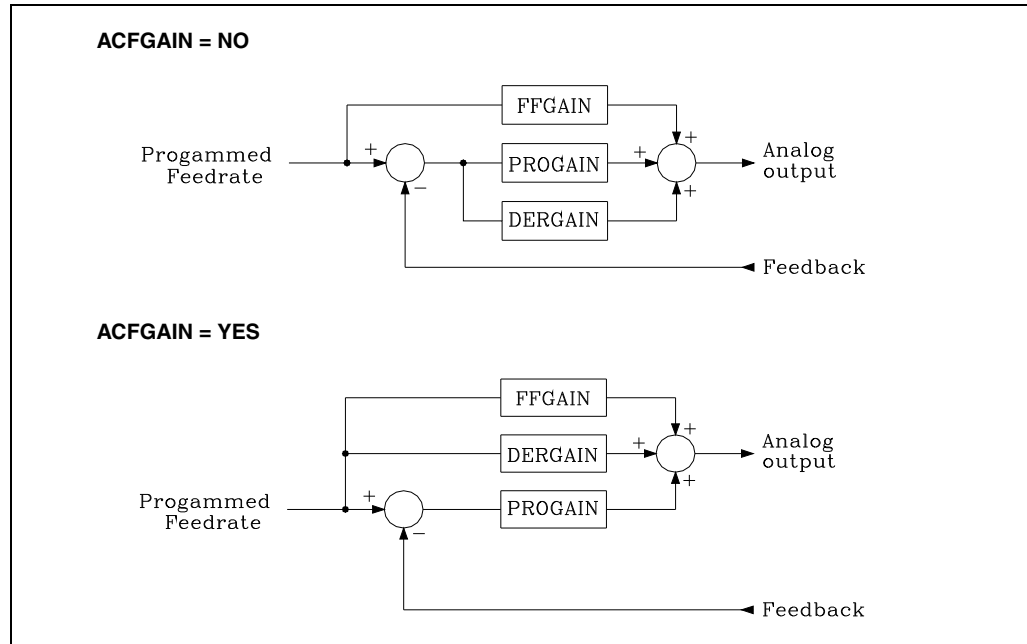 ACFGAIN = NO
FFGAIN
+
Progammed
Feedrate
+
−
PROGAIN
+
Analog
output
DERGAIN
+
Feedback
ACFGAIN = YES
FFGAIN
+
DERGAIN
+
Analog
output
Progammed
Feedrate
+
−
PROGAIN
+
Feedback